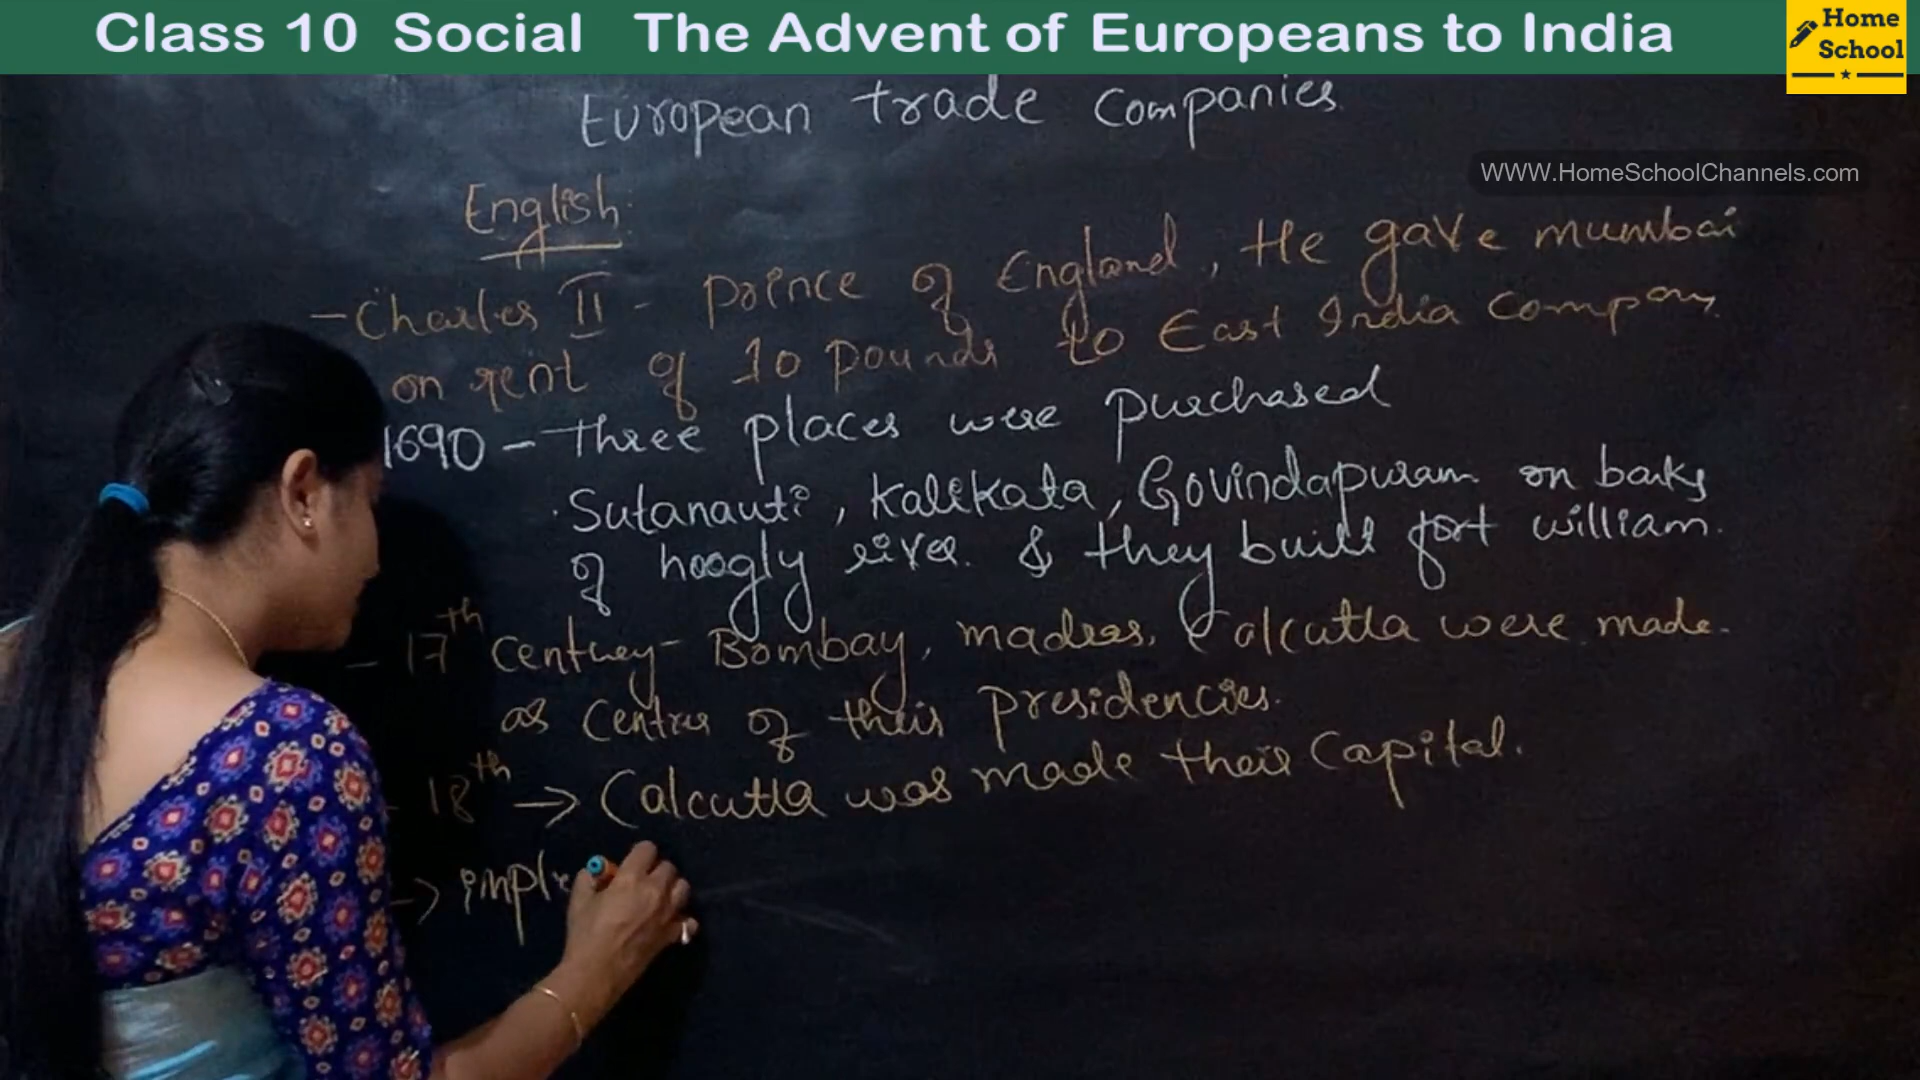 Class 10 Social The Advent of Europeans to India
Home School
European trade Companies
WWW.HomeSchoolChannels.com
English:
- Charles II - prince of England, He gave mumbai
on rent of 10 pounds to East India Company.
1690 - three places were purchased
Sutanauti, Kalikata, Govindapuram on banks
of hoogly river. & they built fort william.
- 17th Century - Bombay, madras, Calcutta were made
as Centres of their presidencies.
- 18th → Calcutta was made their Capital.
→ imple